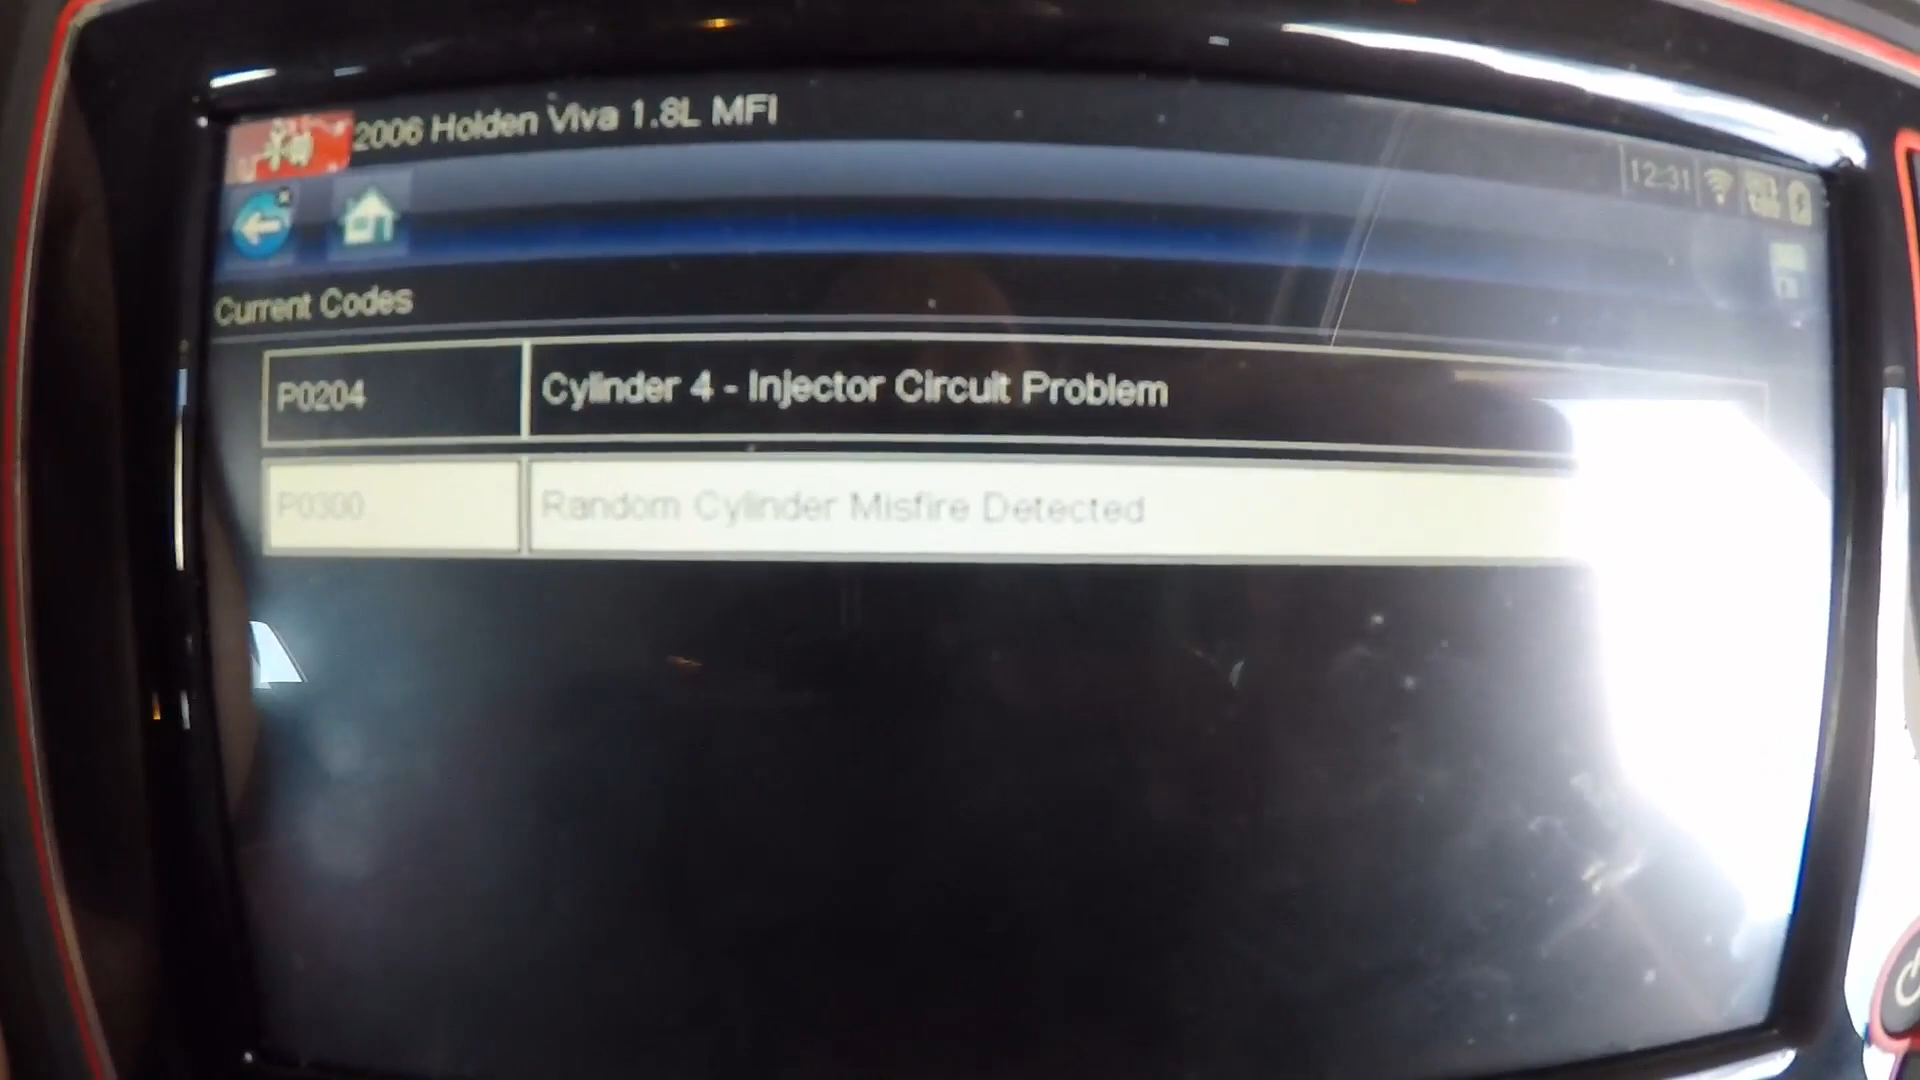 2006 Holden Viva 1.8L MFI
12:31
Current Codes
P0204 Cylinder 4 - Injector Circuit Problem
P0300 Random Cylinder Misfire Detected